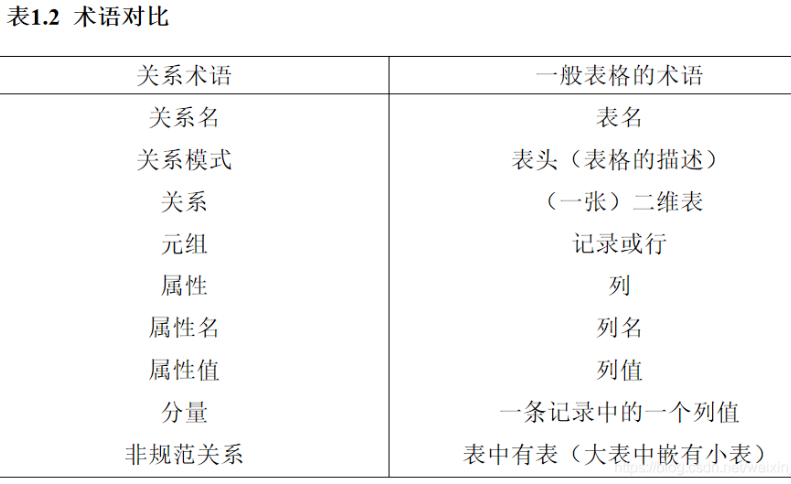 表1.2 术语对比
关系术语 一般表格的术语
关系名 表名
关系模式 表头（表格的描述）
关系 （一张）二维表
元组 记录或行
属性 列
属性名 列名
属性值 列值
分量 一条记录中的一个列值
非规范关系 表中有表（大表中嵌有小表）
https://blog.csdn.net/weixin_